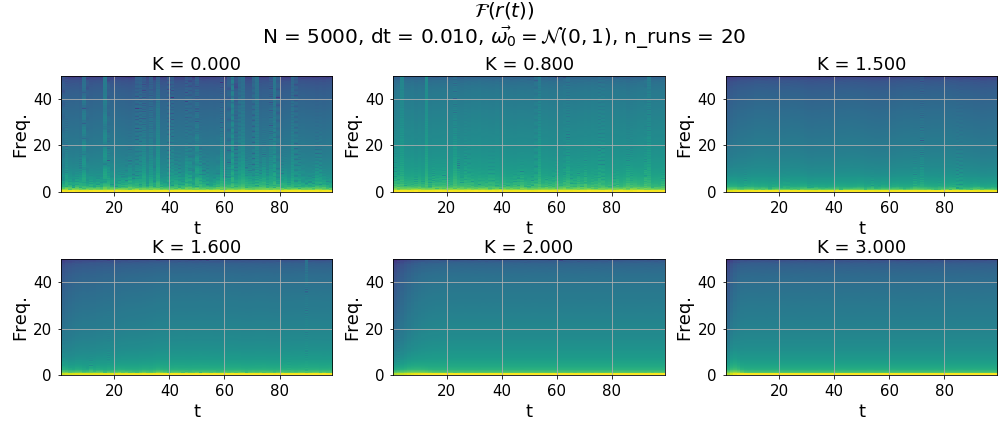 𝓕(r(t))
N = 5000, dt = 0.010, ω⃗₀ = 𝒩(0, 1), n_runs = 20
K = 0.000
K = 0.800
K = 1.500
Freq.
40
20
0
20 40 60 80
t
Freq.
40
20
0
20 40 60 80
t
Freq.
40
20
0
20 40 60 80
t
K = 1.600
K = 2.000
K = 3.000
Freq.
40
20
0
20 40 60 80
t
Freq.
40
20
0
20 40 60 80
t
Freq.
40
20
0
20 40 60 80
t